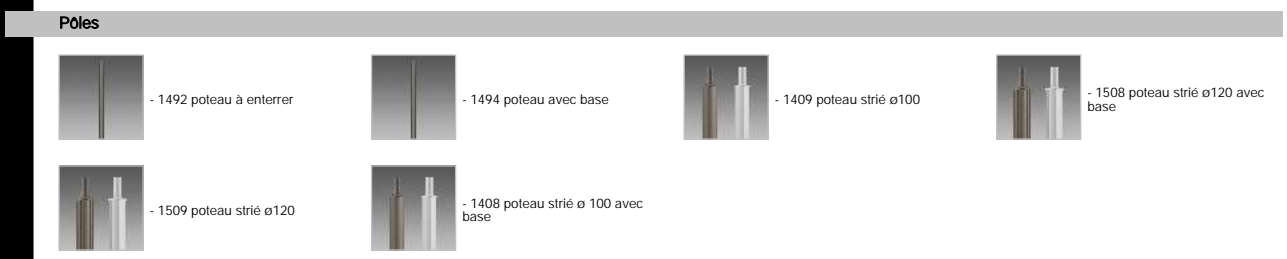 Pôles
- 1492 poteau à enterrer
- 1494 poteau avec base
- 1409 poteau strié ø100
- 1508 poteau strié ø120 avec
base
- 1509 poteau strié ø120
- 1408 poteau strié ø 100 avec
base